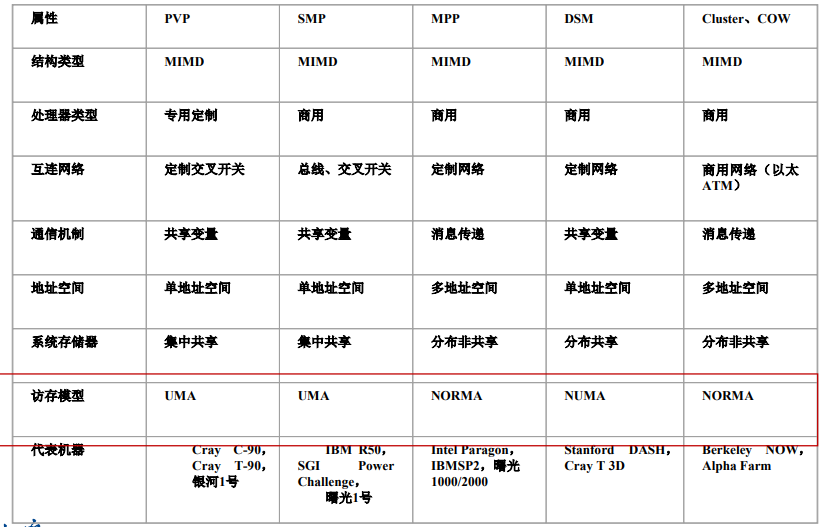 属性 PVP SMP MPP DSM Cluster、COW
结构类型 MIMD MIMD MIMD MIMD MIMD
处理器类型 专用定制 商用 商用 商用 商用
互连网络 定制交叉开关 总线、交叉开关 定制网络 定制网络 商用网络（以太
ATM）
通信机制 共享变量 共享变量 消息传递 共享变量 消息传递
地址空间 单地址空间 单地址空间 多地址空间 单地址空间 多地址空间
系统存储器 集中共享 集中共享 分布非共享 分布共享 分布非共享
访存模型 UMA UMA NORMA NUMA NORMA
代表机器 Cray C-90， IBM R50， Intel Paragon， Stanford DASH， Berkeley NOW，
Cray T-90， SGI Power IBMSP2，曙光 Cray T 3D Alpha Farm
银河1号 Challenge， 1000/2000
曙光1号